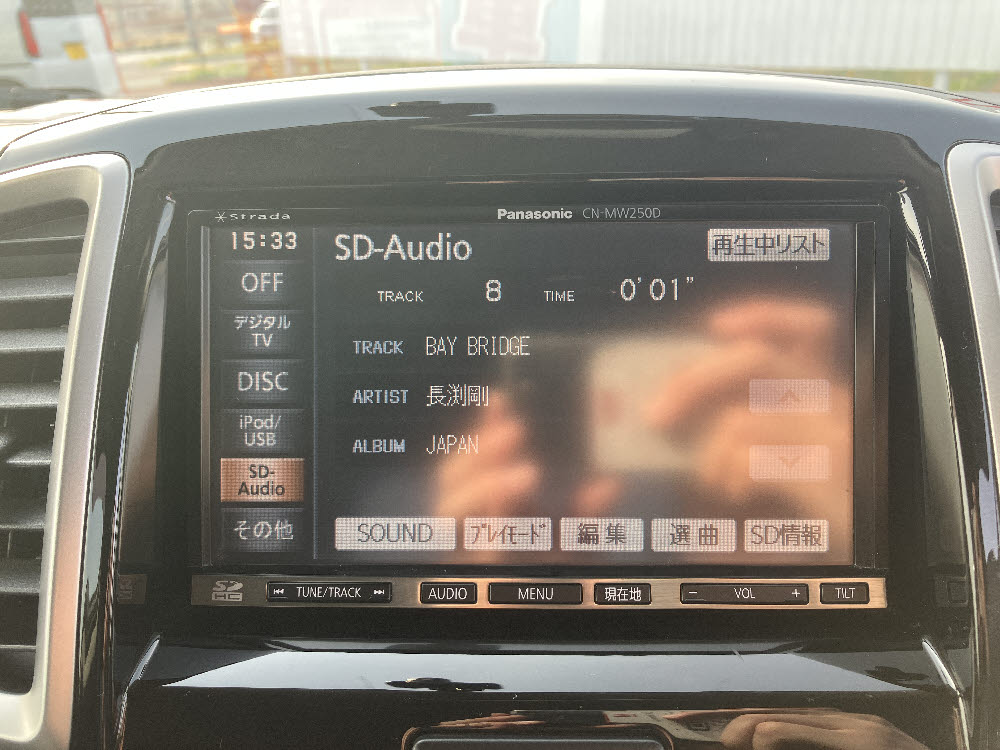 Strada
Panasonic CN-MW250D
15:33
SD-Audio
再生中リスト
OFF
TRACK 8 TIME 0'01"
デジタル
TV
TRACK BAY BRIDGE
DISC
ARTIST 長渕剛
iPod/
USB
ALBUM JAPAN
SD-
Audio
その他
SOUND
プレイモード
編集
選曲
SD情報
SD
HC
TUNE/TRACK
AUDIO
MENU
現在地
− VOL +
TILT